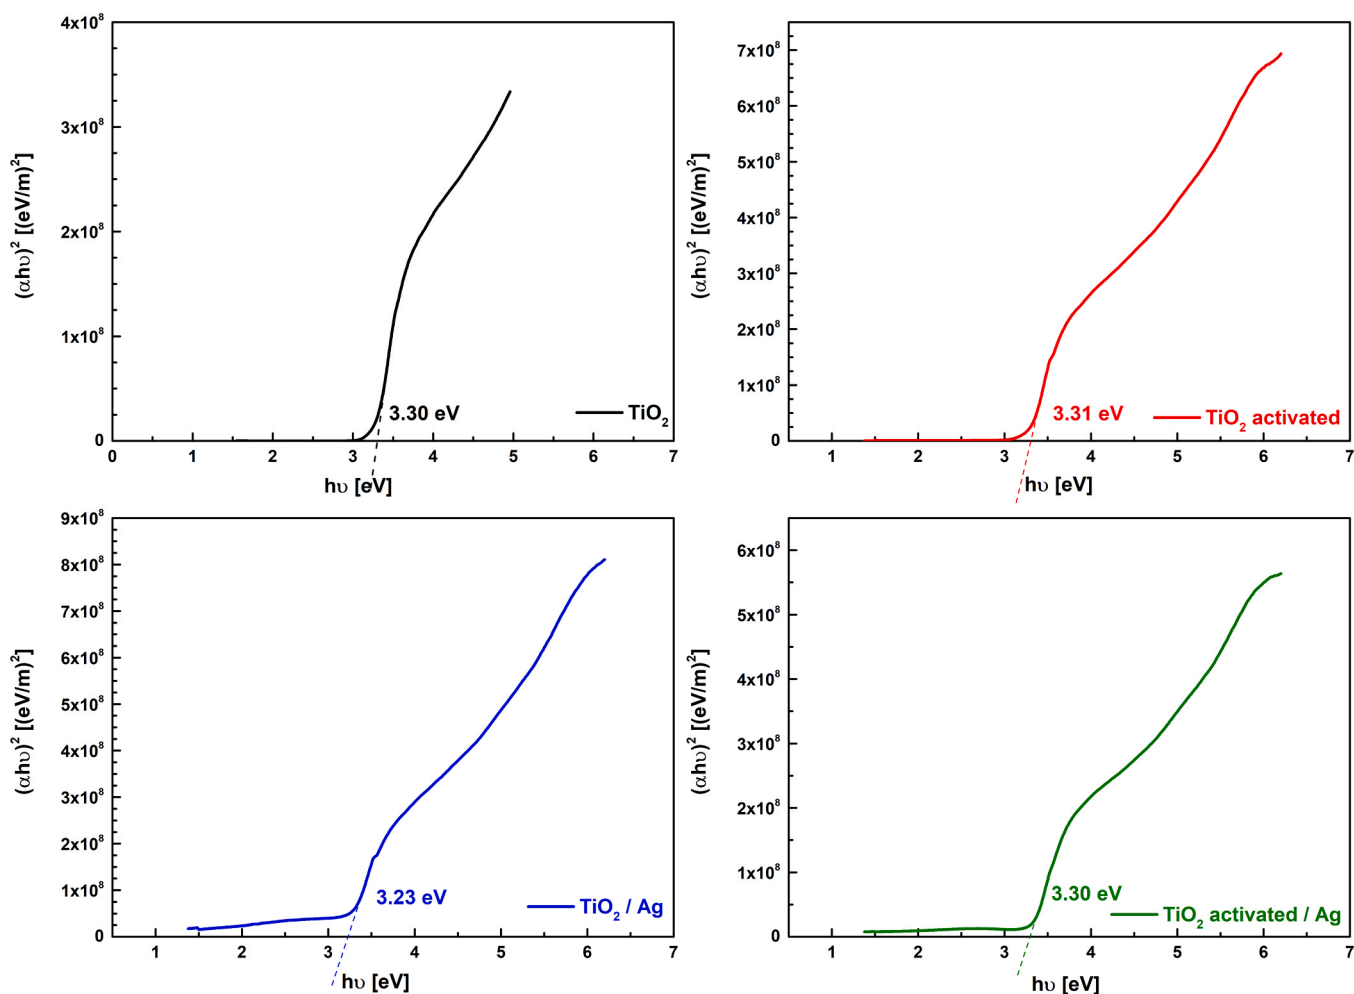 4x10⁸
3x10⁸
2x10⁸
1x10⁸
0
(αhυ)² [(eV/m)²]
3.30 eV
TiO₂
0 1 2 3 4 5 6 7
hυ [eV]
7x10⁸
6x10⁸
5x10⁸
4x10⁸
3x10⁸
2x10⁸
1x10⁸
0
(αhυ)² [(eV/m)²]
3.31 eV
TiO₂ activated
1 2 3 4 5 6 7
hυ [eV]
9x10⁸
8x10⁸
7x10⁸
6x10⁸
5x10⁸
4x10⁸
3x10⁸
2x10⁸
1x10⁸
0
(αhυ)² [(eV/m)²]
3.23 eV
TiO₂ / Ag
1 2 3 4 5 6 7
hυ [eV]
6x10⁸
5x10⁸
4x10⁸
3x10⁸
2x10⁸
1x10⁸
0
(αhυ)² [(eV/m)²]
3.30 eV
TiO₂ activated / Ag
1 2 3 4 5 6 7
hυ [eV]